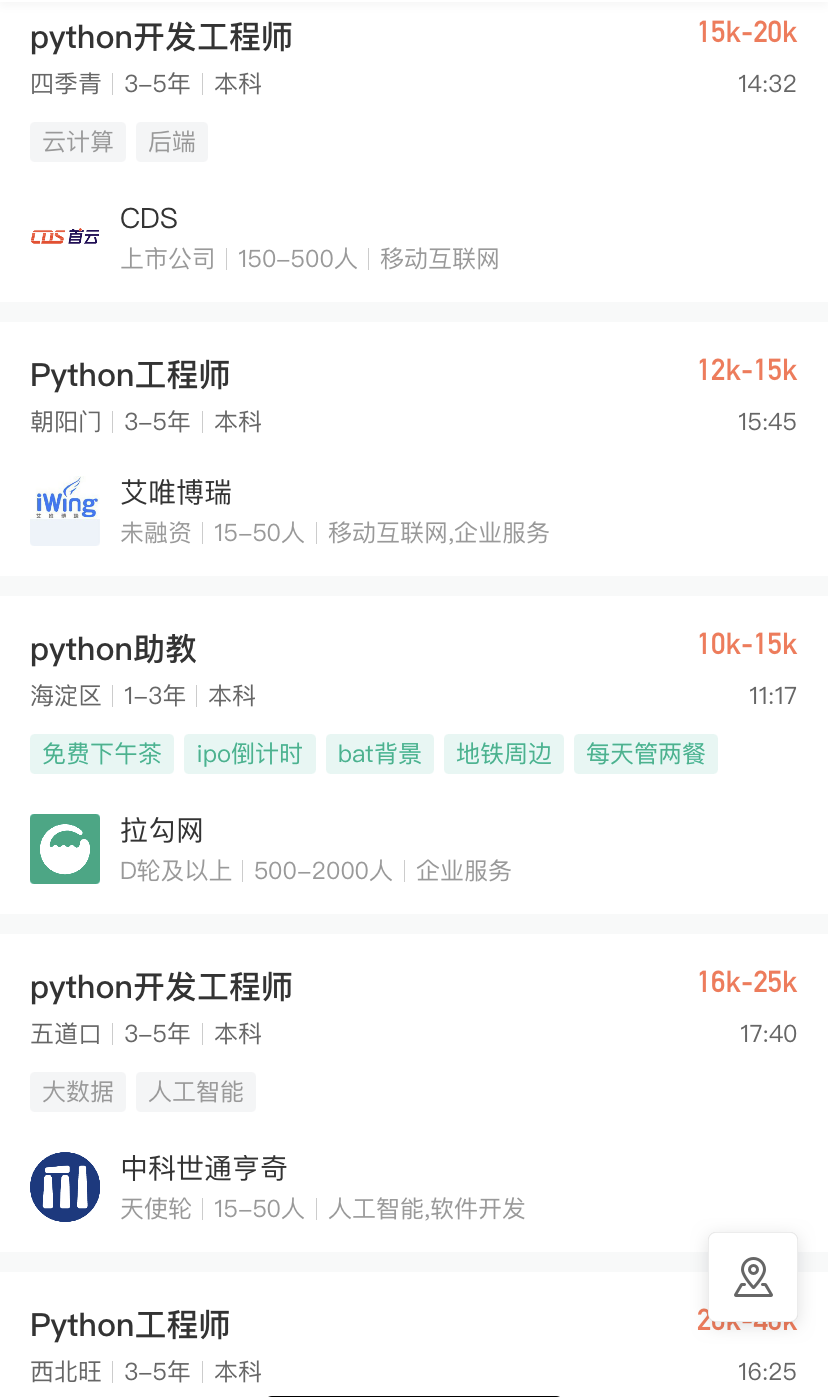 python开发工程师 15k-20k
四季青 3-5年 本科 14:32
云计算 后端
CDS首云 CDS
上市公司 150-500人 移动互联网
Python工程师 12k-15k
朝阳门 3-5年 本科 15:45
iWing 艾唯博瑞
艾唯博瑞
未融资 15-50人 移动互联网,企业服务
python助教 10k-15k
海淀区 1-3年 本科 11:17
免费下午茶 ipo倒计时 bat背景 地铁周边 每天管两餐
拉勾网
D轮及以上 500-2000人 企业服务
python开发工程师 16k-25k
五道口 3-5年 本科 17:40
大数据 人工智能
中科世通亨奇
天使轮 15-50人 人工智能,软件开发
Python工程师
西北旺 3-5年 本科 16:25